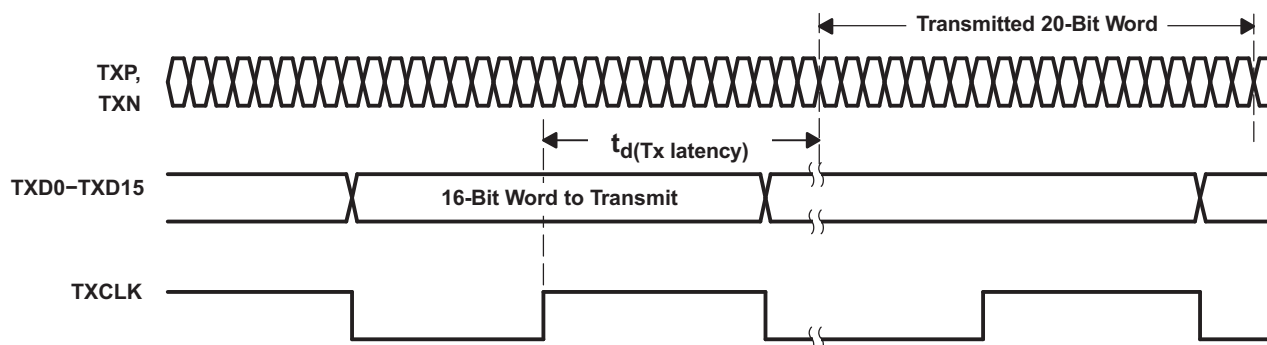 Transmitted 20-Bit Word
TXP,
TXN
td(Tx latency)
TXD0−TXD15
16-Bit Word to Transmit
TXCLK